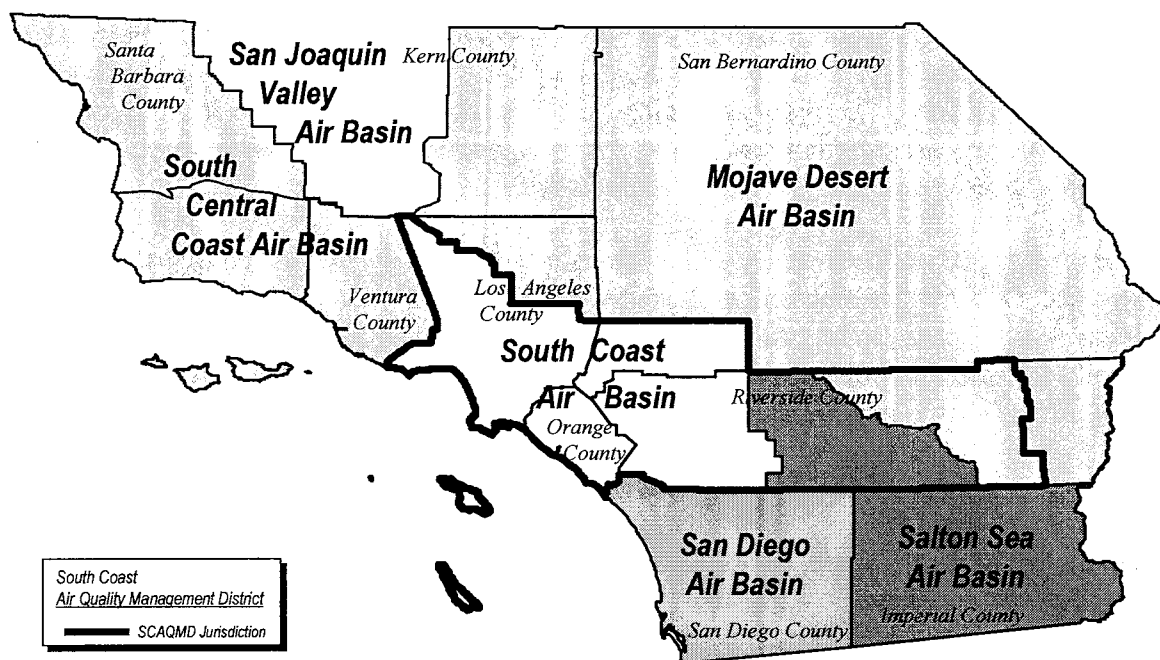 Santa
Barbara
County
San Joaquin
Valley
Air Basin
Kern County
San Bernardino County
South
Central
Coast Air Basin
Mojave Desert
Air Basin
Ventura
County
Los Angeles
County
South Coast
Air Basin
Riverside County
Orange
County
San Diego
Air Basin
San Diego County
Salton Sea
Air Basin
Imperial County
South Coast
Air Quality Management District
SCAQMD Jurisdiction